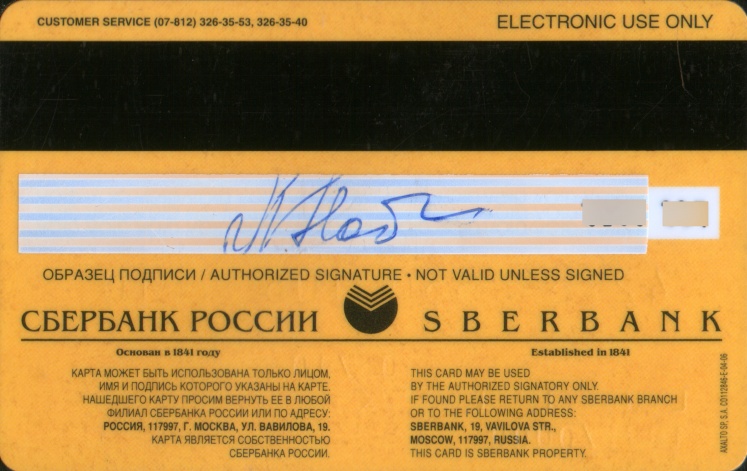 CUSTOMER SERVICE (07-812) 326-35-53, 326-35-40
ELECTRONIC USE ONLY
ОБРАЗЕЦ ПОДПИСИ / AUTHORIZED SIGNATURE • NOT VALID UNLESS SIGNED
СБЕРБАНК РОССИИ
SBERBANK
Основан в 1841 году
Established in 1841
КАРТА МОЖЕТ БЫТЬ ИСПОЛЬЗОВАНА ТОЛЬКО ЛИЦОМ,
ИМЯ И ПОДПИСЬ КОТОРОГО УКАЗАНЫ НА КАРТЕ.
НАШЕДШЕГО КАРТУ ПРОСИМ ВЕРНУТЬ ЕЕ В ЛЮБОЙ
ФИЛИАЛ СБЕРБАНКА РОССИИ ИЛИ ПО АДРЕСУ:
РОССИЯ, 117997, Г. МОСКВА, УЛ. ВАВИЛОВА, 19.
КАРТА ЯВЛЯЕТСЯ СОБСТВЕННОСТЬЮ
СБЕРБАНКА РОССИИ.
THIS CARD MAY BE USED
BY THE AUTHORIZED SIGNATORY ONLY.
IF FOUND PLEASE RETURN TO ANY SBERBANK BRANCH
OR TO THE FOLLOWING ADDRESS:
SBERBANK, 19, VAVILOVA STR.,
MOSCOW, 117997, RUSSIA.
THIS CARD IS SBERBANK PROPERTY.
AXALTO SP, S.A. CD112846-E-04-06